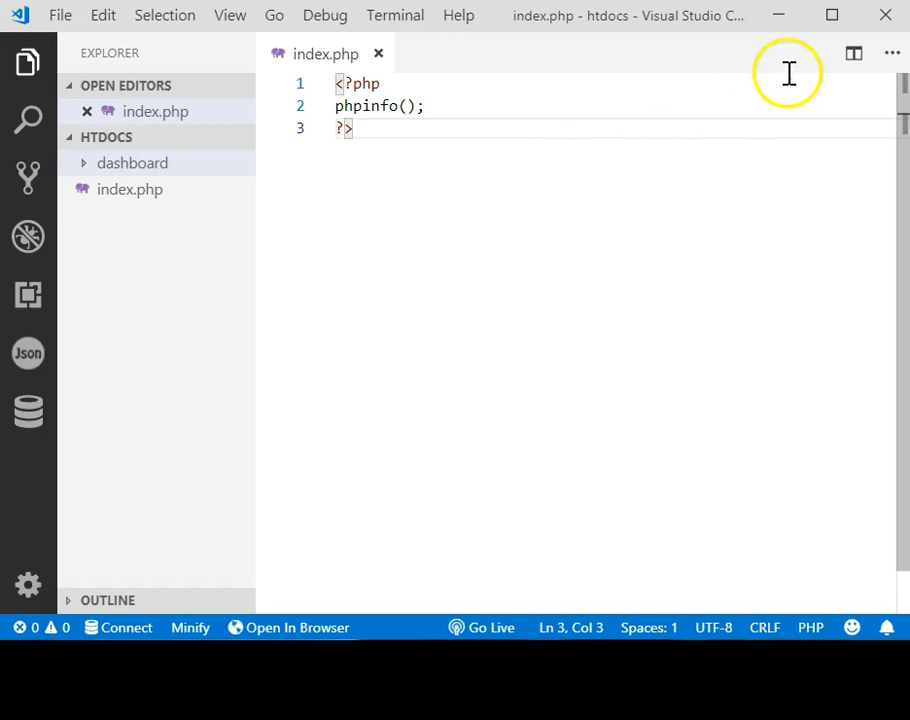 File Edit Selection View Go Debug Terminal Help index.php - htdocs - Visual Studio C...
EXPLORER
OPEN EDITORS
index.php
HTDOCS
dashboard
index.php
OUTLINE
index.php
1 <?php
2 phpinfo();
3 ?>
Json
0 0 Connect Minify Open In Browser Go Live Ln 3, Col 3 Spaces: 1 UTF-8 CRLF PHP